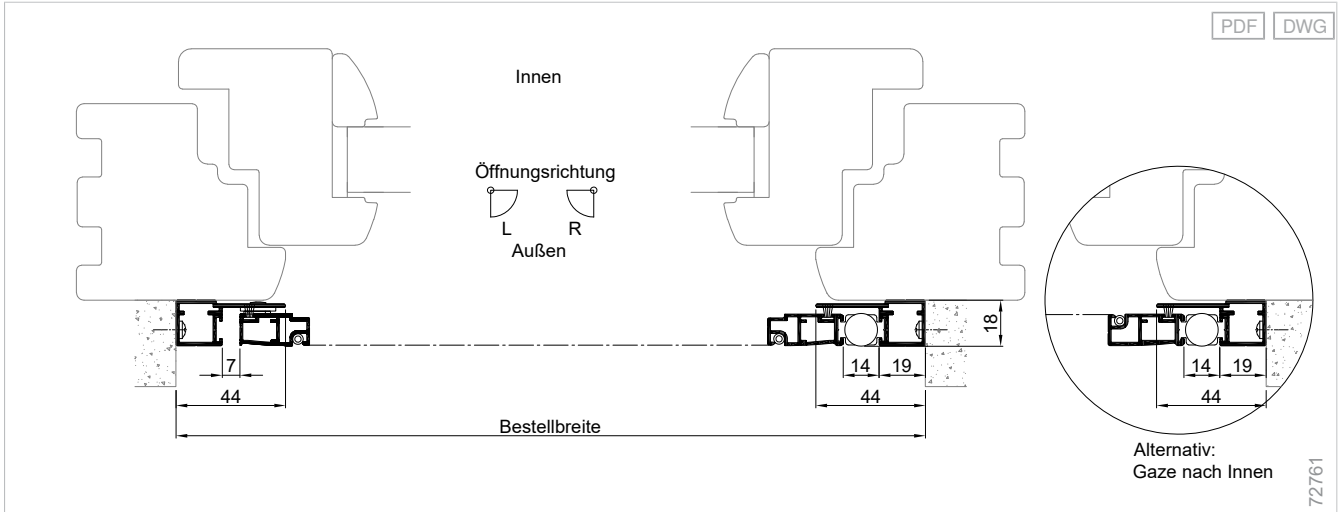 PDF DWG
Innen
Öffnungsrichtung
L R
Außen
18
7 14 19 14 19
44 44 44
Bestellbreite
Alternativ:
Gaze nach Innen
72761